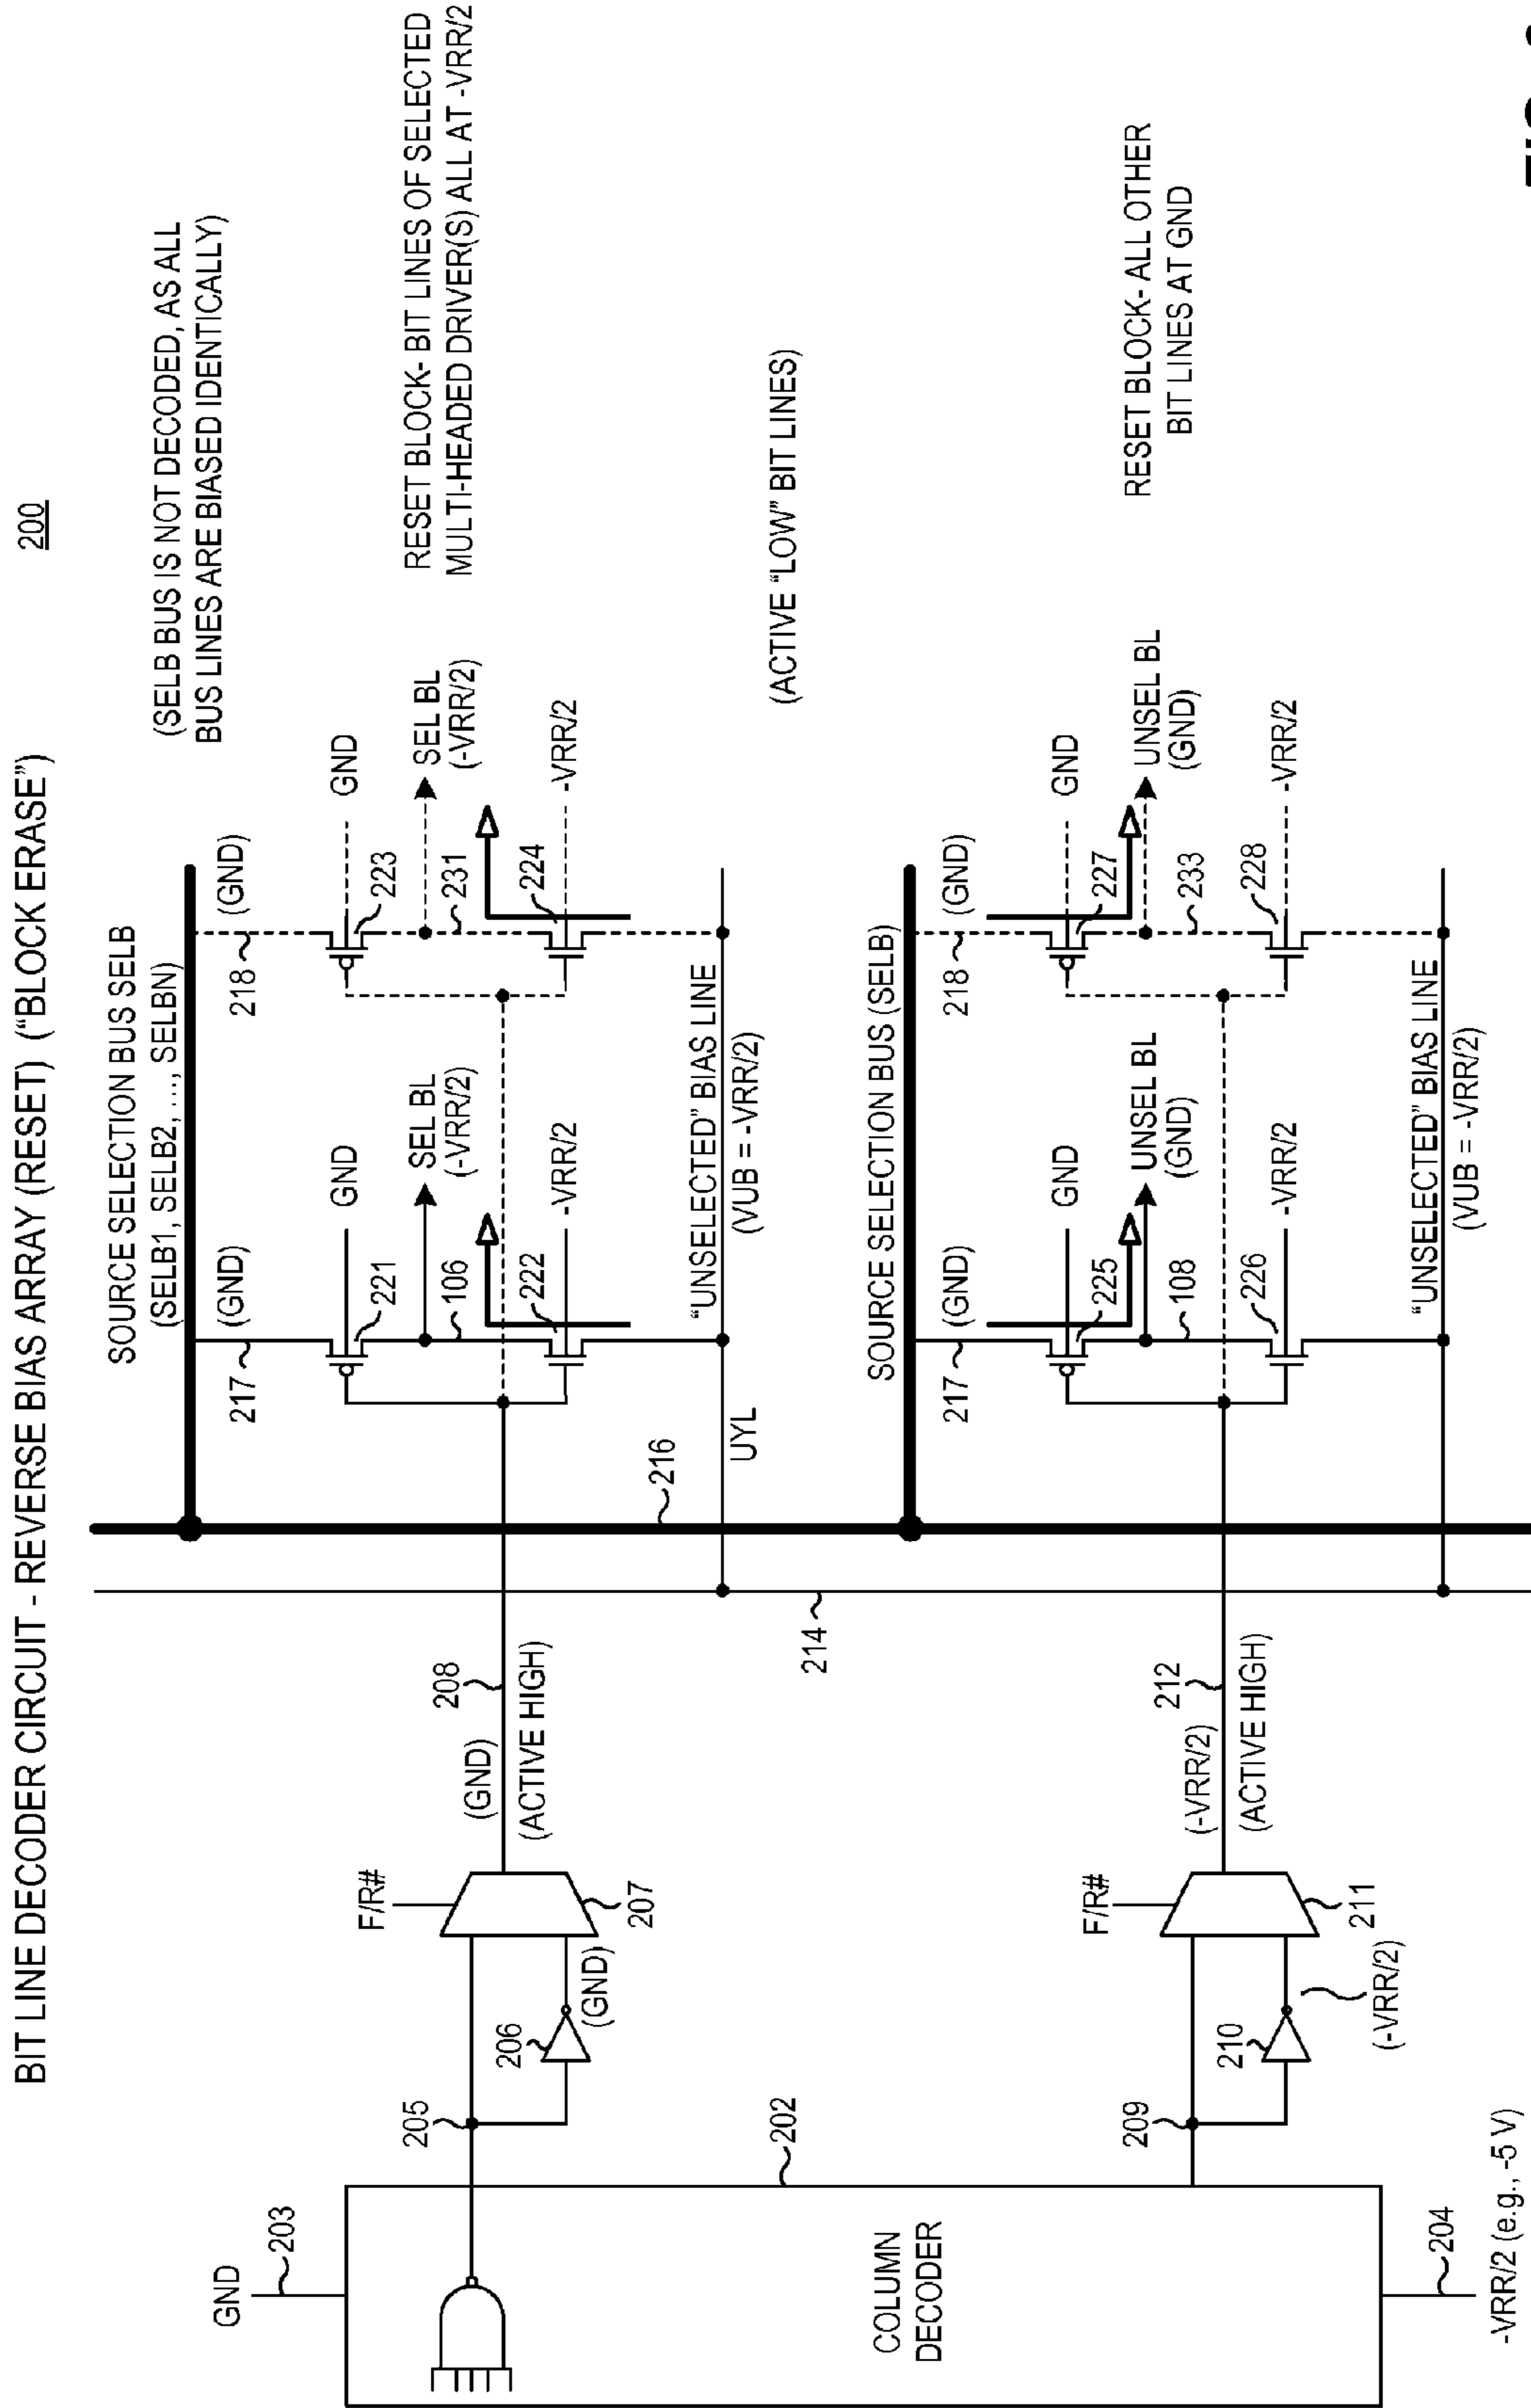 200
BIT LINE DECODER CIRCUIT - REVERSE BIAS ARRAY (RESET) ("BLOCK ERASE")
SOURCE SELECTION BUS SELB
(SELB1, SELB2, ..., SELBN)
(SELB BUS IS NOT DECODED, AS ALL
BUS LINES ARE BIASED IDENTICALLY)
GND
203
202
COLUMN
DECODER
204
-VRR/2 (e.g., -5 V)
205
206
(GND)
F/R#
207
(GND)
208
(ACTIVE HIGH)
209
210
(-VRR/2)
F/R#
211
(-VRR/2)
212
(ACTIVE HIGH)
214
216
217
(GND)
GND
221
SEL BL
(-VRR/2)
106
222
-VRR/2
UYL
"UNSELECTED" BIAS LINE
(VUB = -VRR/2)
218
(GND)
GND
223
SEL BL
(-VRR/2)
231
224
-VRR/2
RESET BLOCK- BIT LINES OF SELECTED
MULTI-HEADED DRIVER(S) ALL AT -VRR/2
(ACTIVE "LOW" BIT LINES)
SOURCE SELECTION BUS (SELB)
217
(GND)
GND
225
UNSEL BL
(GND)
108
226
-VRR/2
"UNSELECTED" BIAS LINE
(VUB = -VRR/2)
218
(GND)
GND
227
UNSEL BL
(GND)
233
228
-VRR/2
RESET BLOCK- ALL OTHER
BIT LINES AT GND